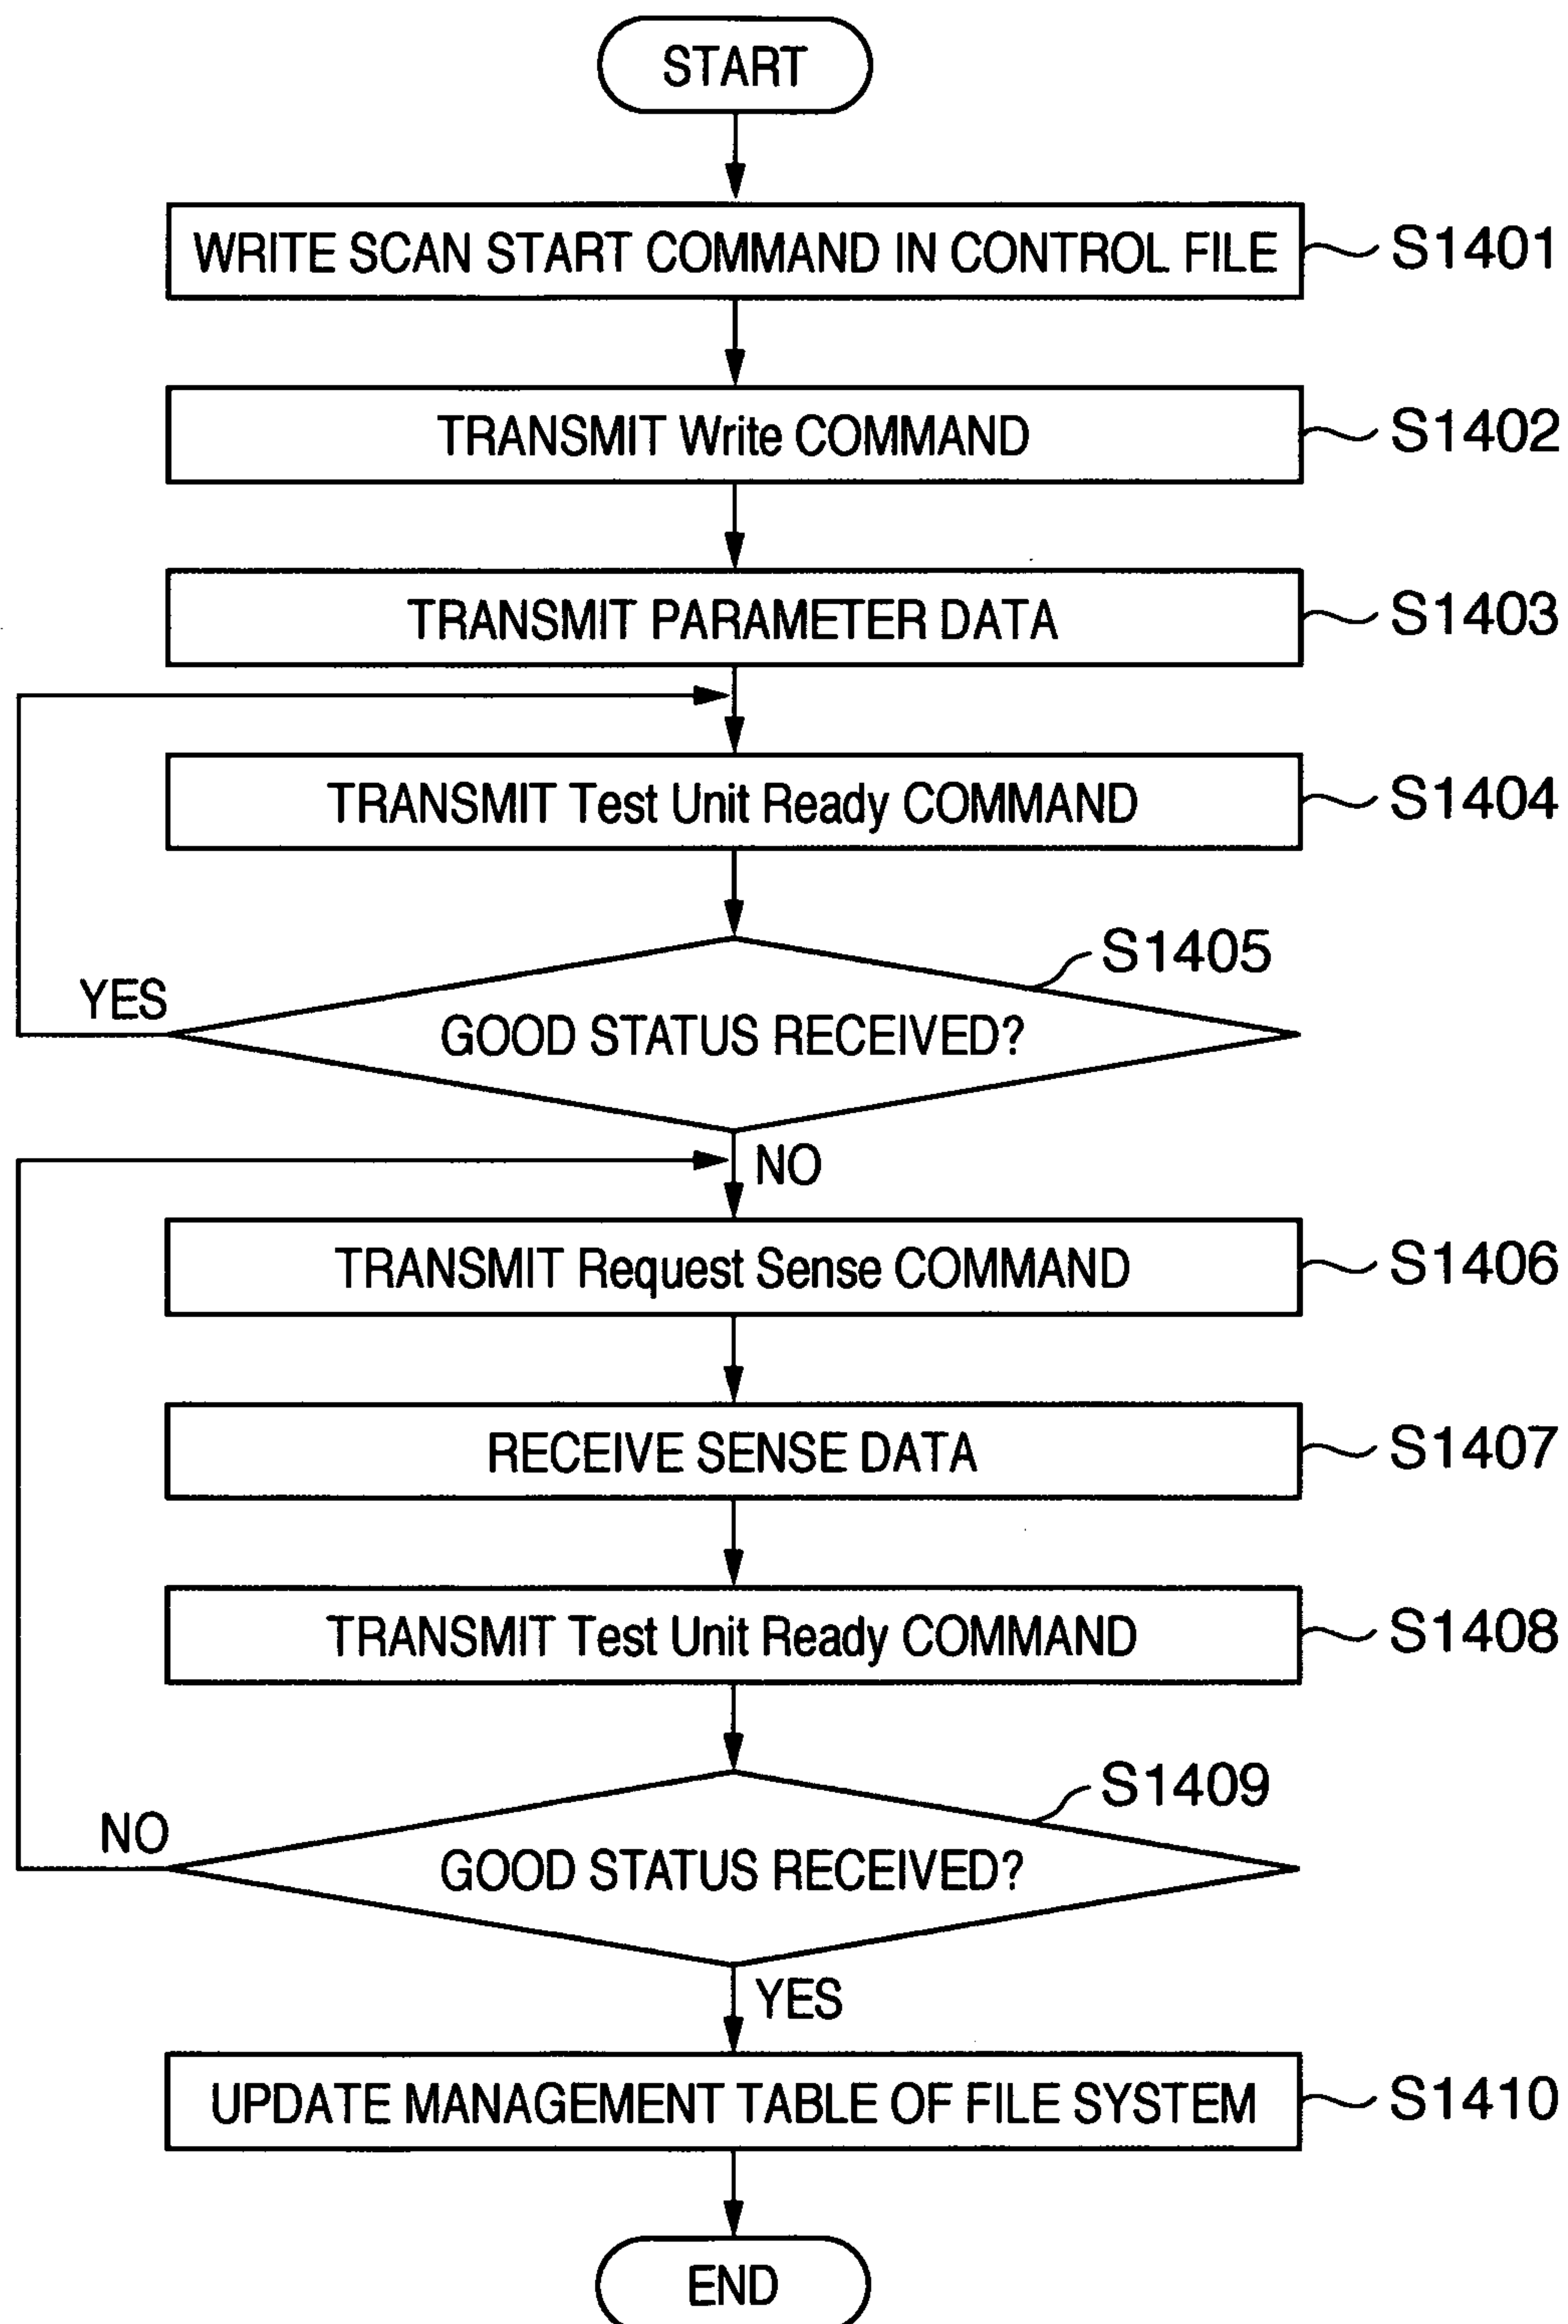 START
WRITE SCAN START COMMAND IN CONTROL FILE S1401
TRANSMIT Write COMMAND S1402
TRANSMIT PARAMETER DATA S1403
TRANSMIT Test Unit Ready COMMAND S1404
S1405
YES
GOOD STATUS RECEIVED?
NO
TRANSMIT Request Sense COMMAND S1406
RECEIVE SENSE DATA S1407
TRANSMIT Test Unit Ready COMMAND S1408
S1409
NO
GOOD STATUS RECEIVED?
YES
UPDATE MANAGEMENT TABLE OF FILE SYSTEM S1410
END